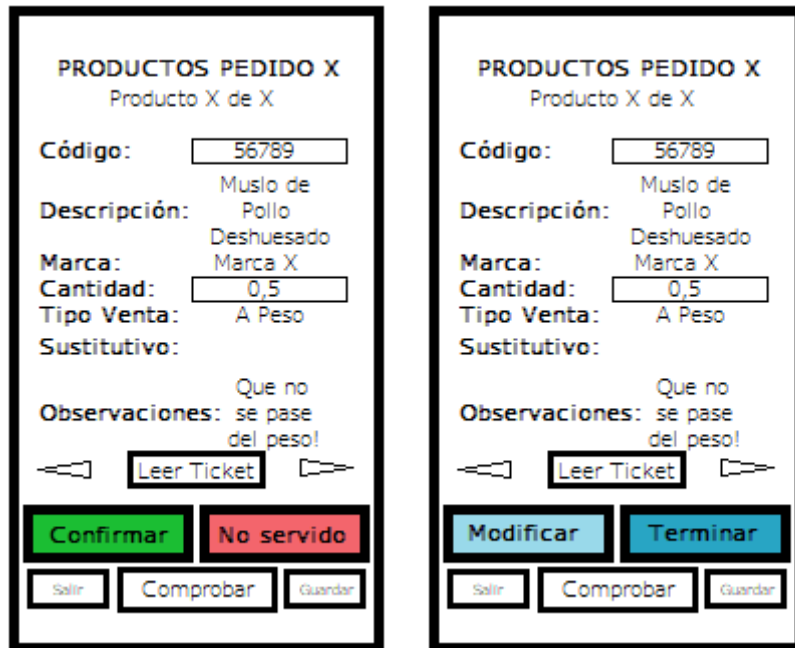 PRODUCTOS PEDIDO X
Producto X de X
Código: 56789
Muslo de
Descripción: Pollo
Deshuesado
Marca: Marca X
Cantidad: 0,5
Tipo Venta: A Peso
Sustitutivo:
Que no
Observaciones: se pase
del peso!
Leer Ticket
Confirmar No servido
Salir Comprobar Guardar
PRODUCTOS PEDIDO X
Producto X de X
Código: 56789
Muslo de
Descripción: Pollo
Deshuesado
Marca: Marca X
Cantidad: 0,5
Tipo Venta: A Peso
Sustitutivo:
Que no
Observaciones: se pase
del peso!
Leer Ticket
Modificar Terminar
Salir Comprobar Guardar